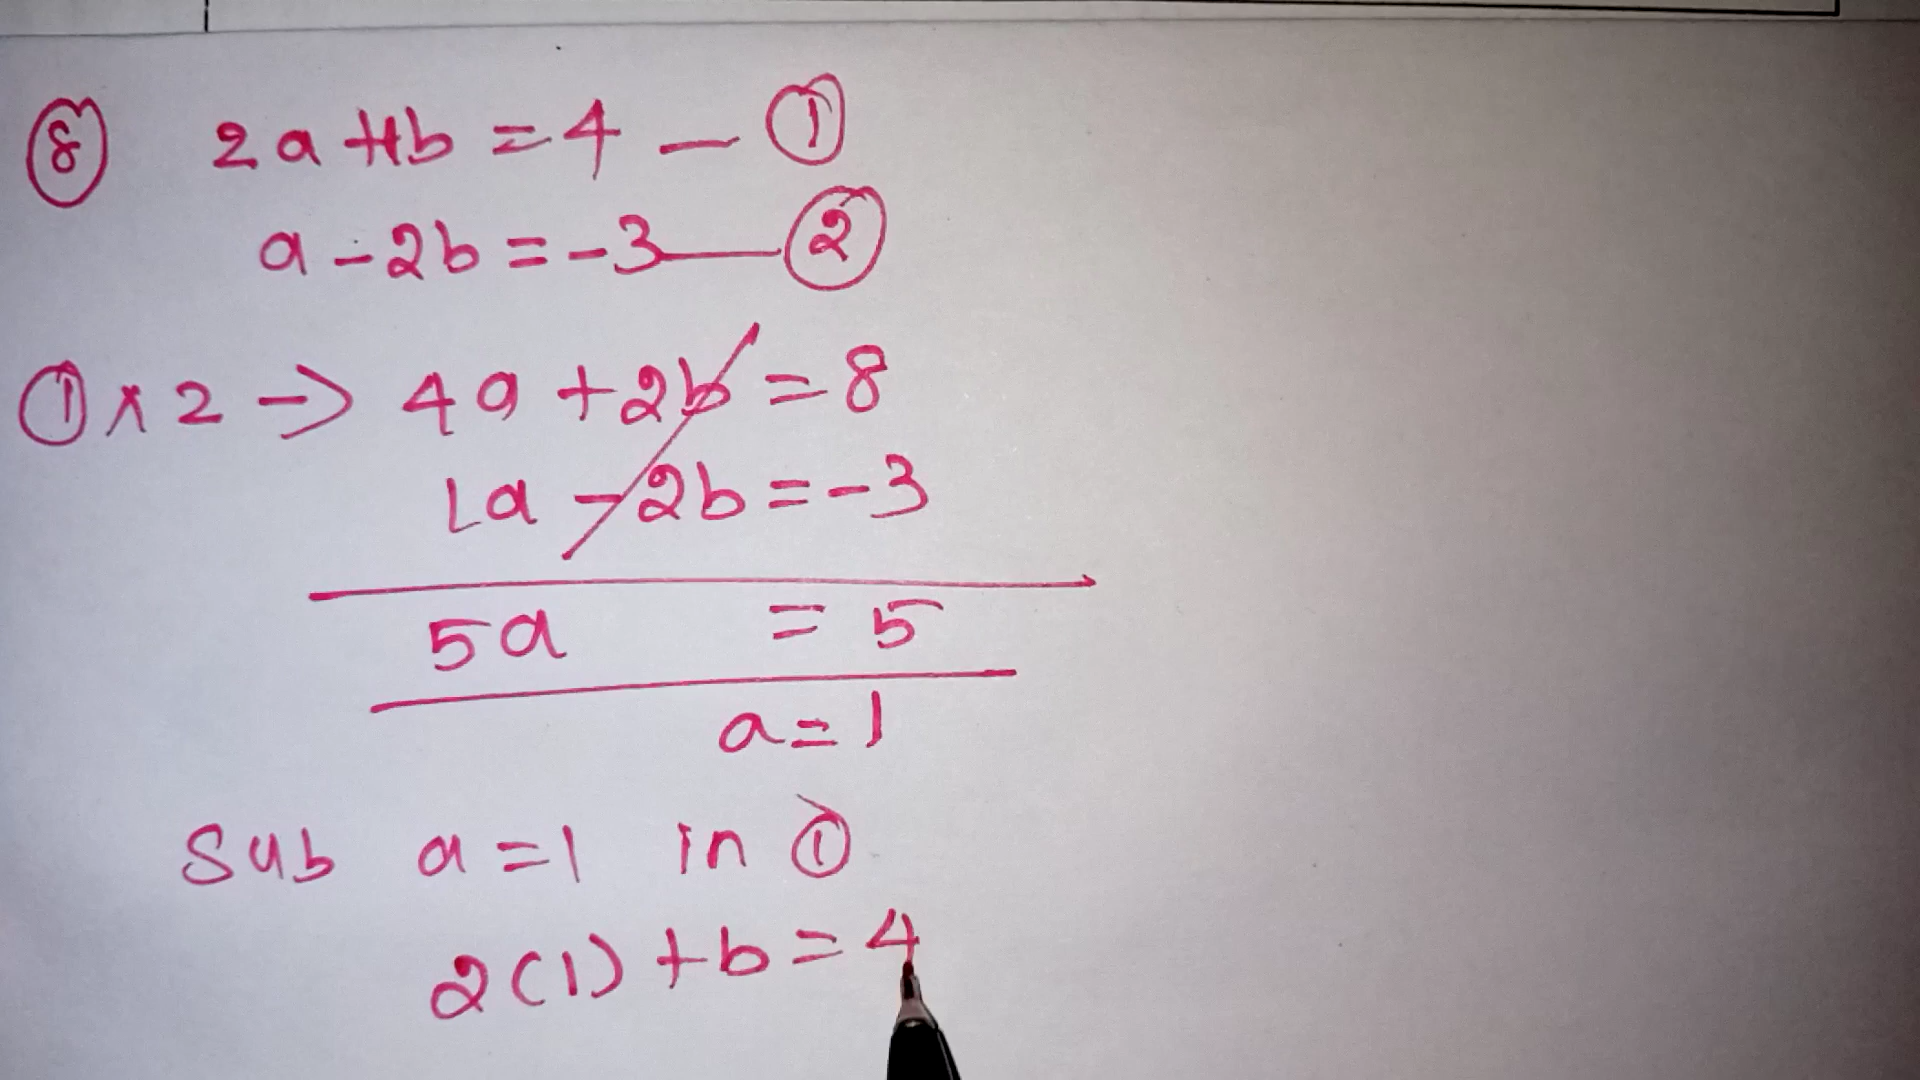 ⑧ 2a+b=4 — ①
a-2b=-3 — ②
①×2 -> 4a+2b=8
1a-2b=-3
5a = 5
a=1
Sub a=1 in ①
2(1)+b=4